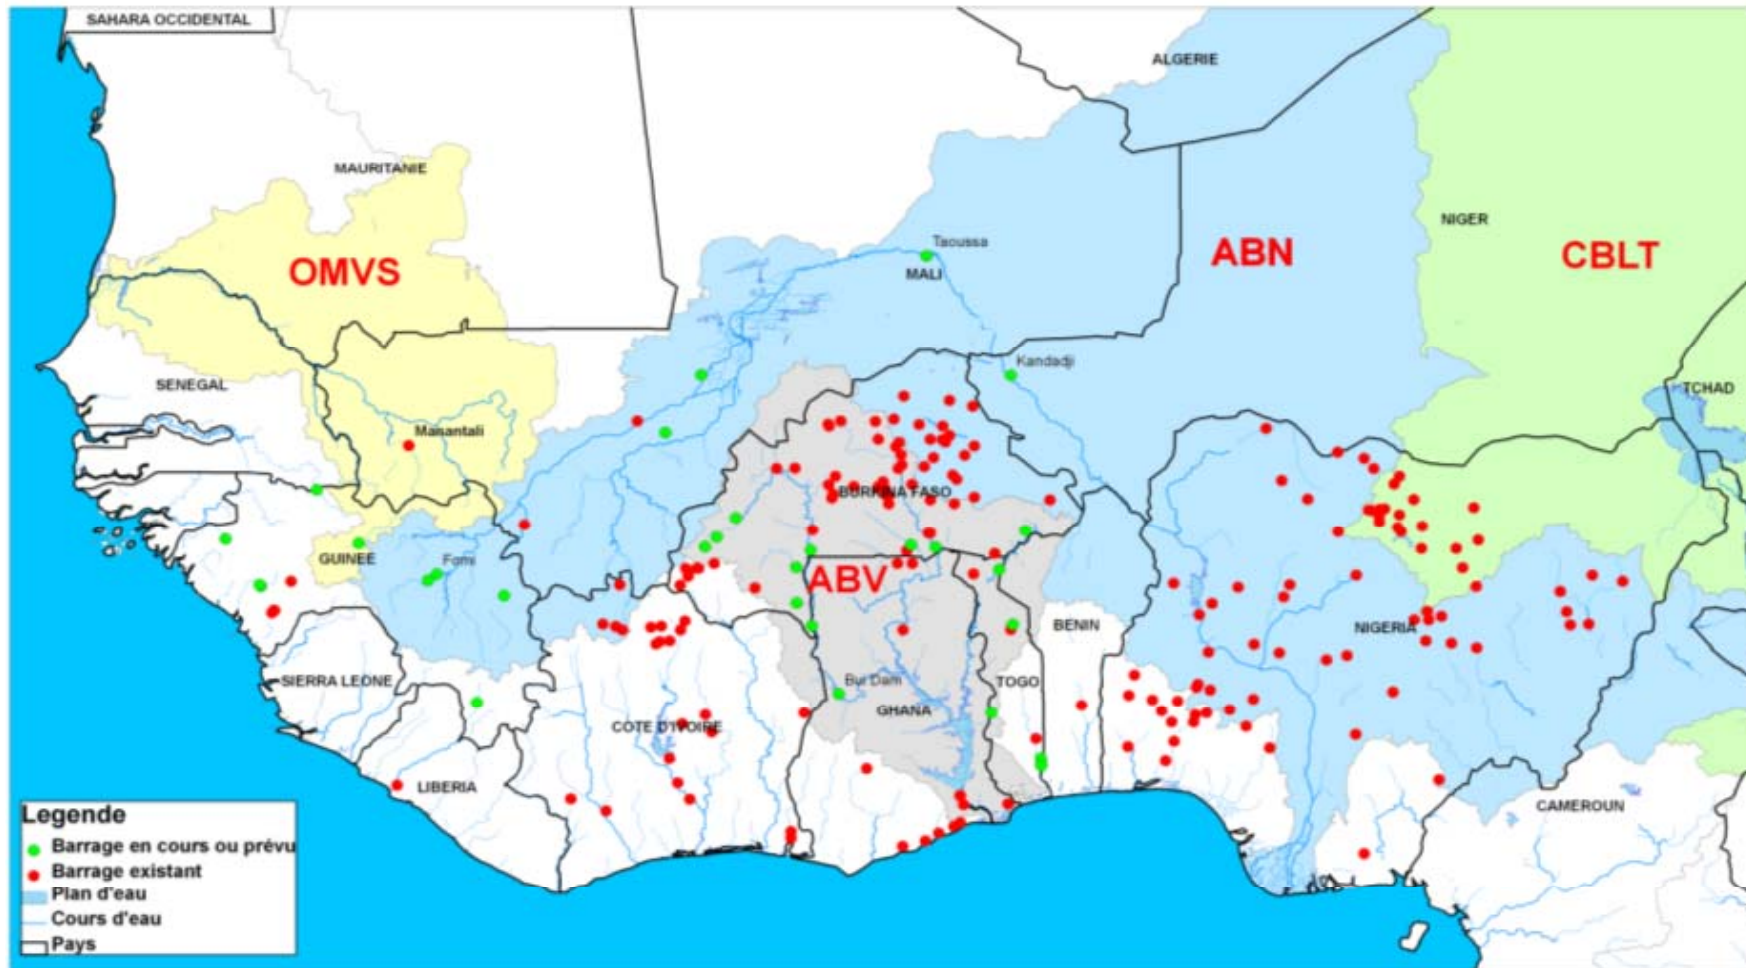 SAHARA OCCIDENTAL
ALGERIE
MAURITANIE
NIGER
Taoussa
OMVS
MALI
ABN
CBLT
Kandadji
SENEGAL
TCHAD
Manantali
BURKINA FASO
GUINEE
Fomi
ABV
BENIN
NIGERIA
SIERRA LEONE
TOGO
Bui Dam
GHANA
COTE D'IVOIRE
LIBERIA
CAMEROUN
Legende
Barrage en cours ou prévu
Barrage existant
Plan d'eau
Cours d'eau
Pays